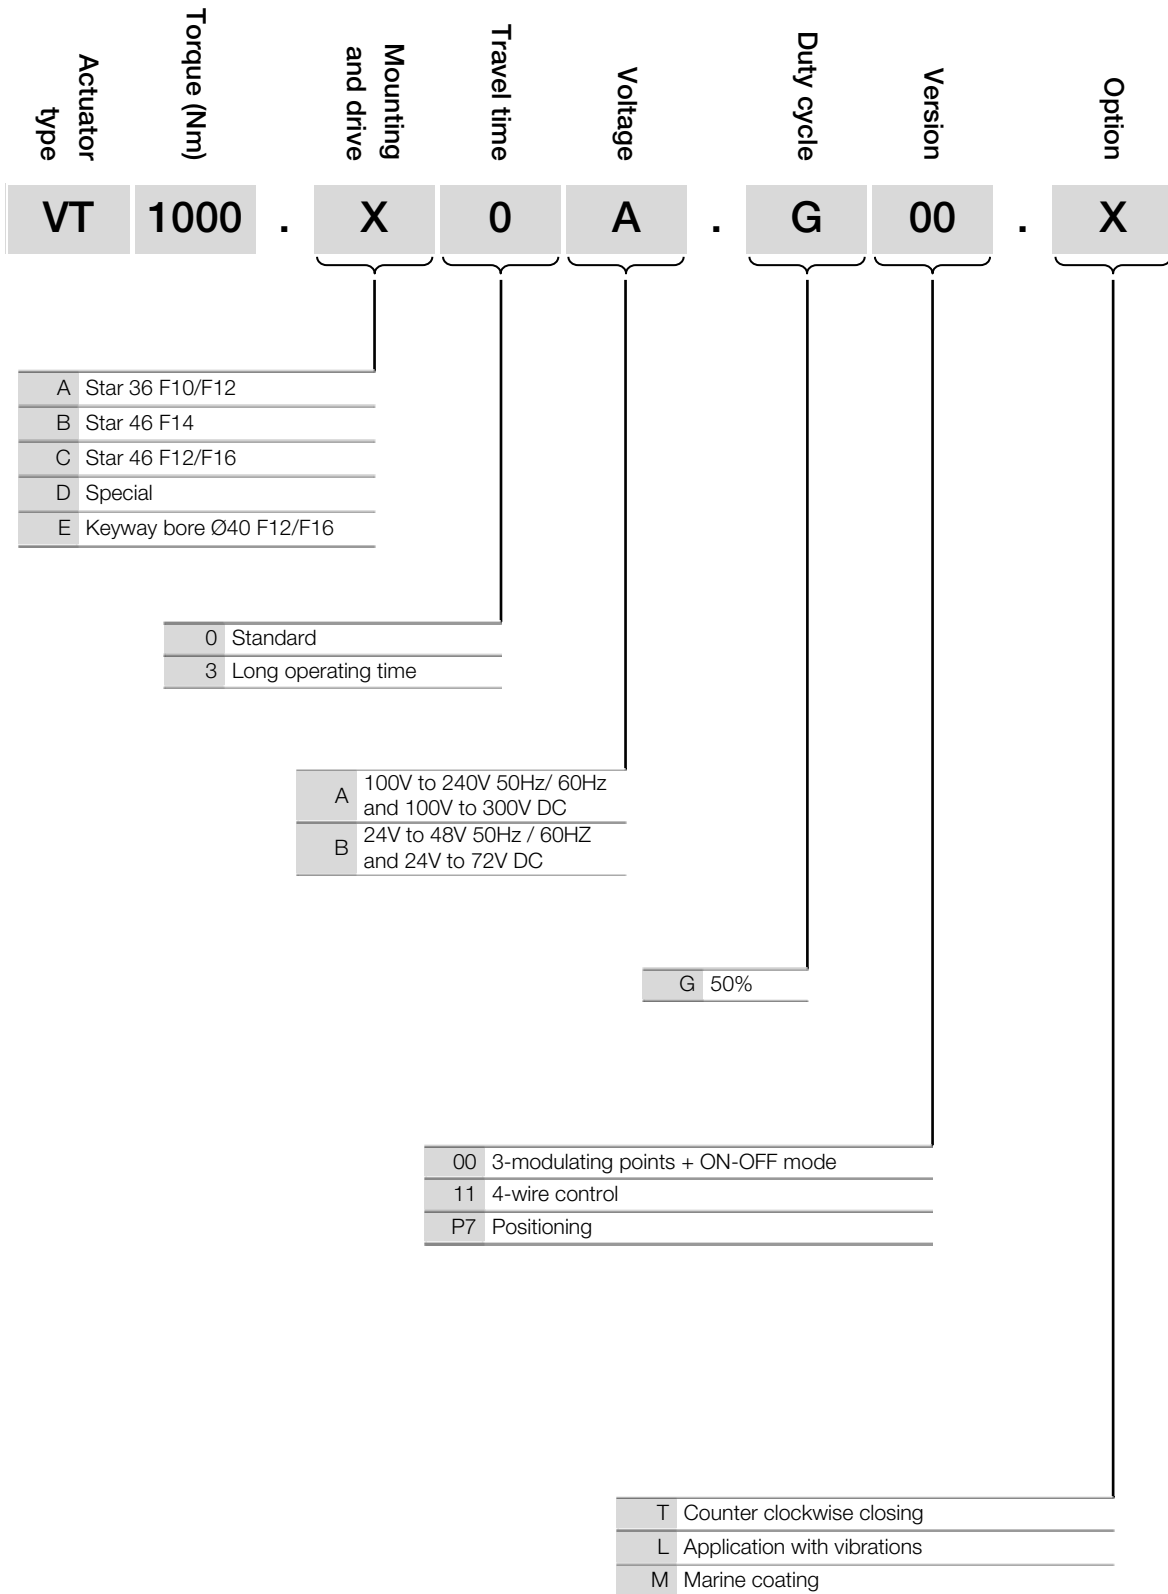 Actuator
type
Torque (Nm)
Mounting
and drive
Travel time
Voltage
Duty cycle
Version
Option
VT 1000 . X 0 A . G 00 . X
A Star 36 F10/F12
B Star 46 F14
C Star 46 F12/F16
D Special
E Keyway bore Ø40 F12/F16
0 Standard
3 Long operating time
A 100V to 240V 50Hz/ 60Hz
and 100V to 300V DC
B 24V to 48V 50Hz / 60HZ
and 24V to 72V DC
G 50%
00 3-modulating points + ON-OFF mode
11 4-wire control
P7 Positioning
T Counter clockwise closing
L Application with vibrations
M Marine coating